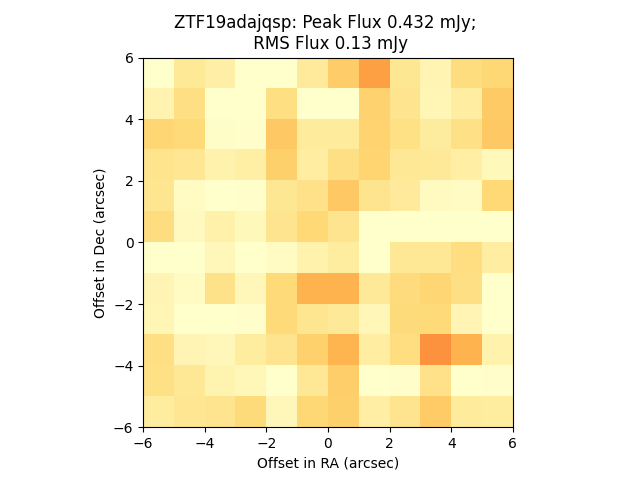 ZTF19adajqsp: Peak Flux 0.432 mJy;
RMS Flux 0.13 mJy
6
4
2
0
−2
−4
−6
Offset in Dec (arcsec)
−6 −4 −2 0 2 4 6
Offset in RA (arcsec)